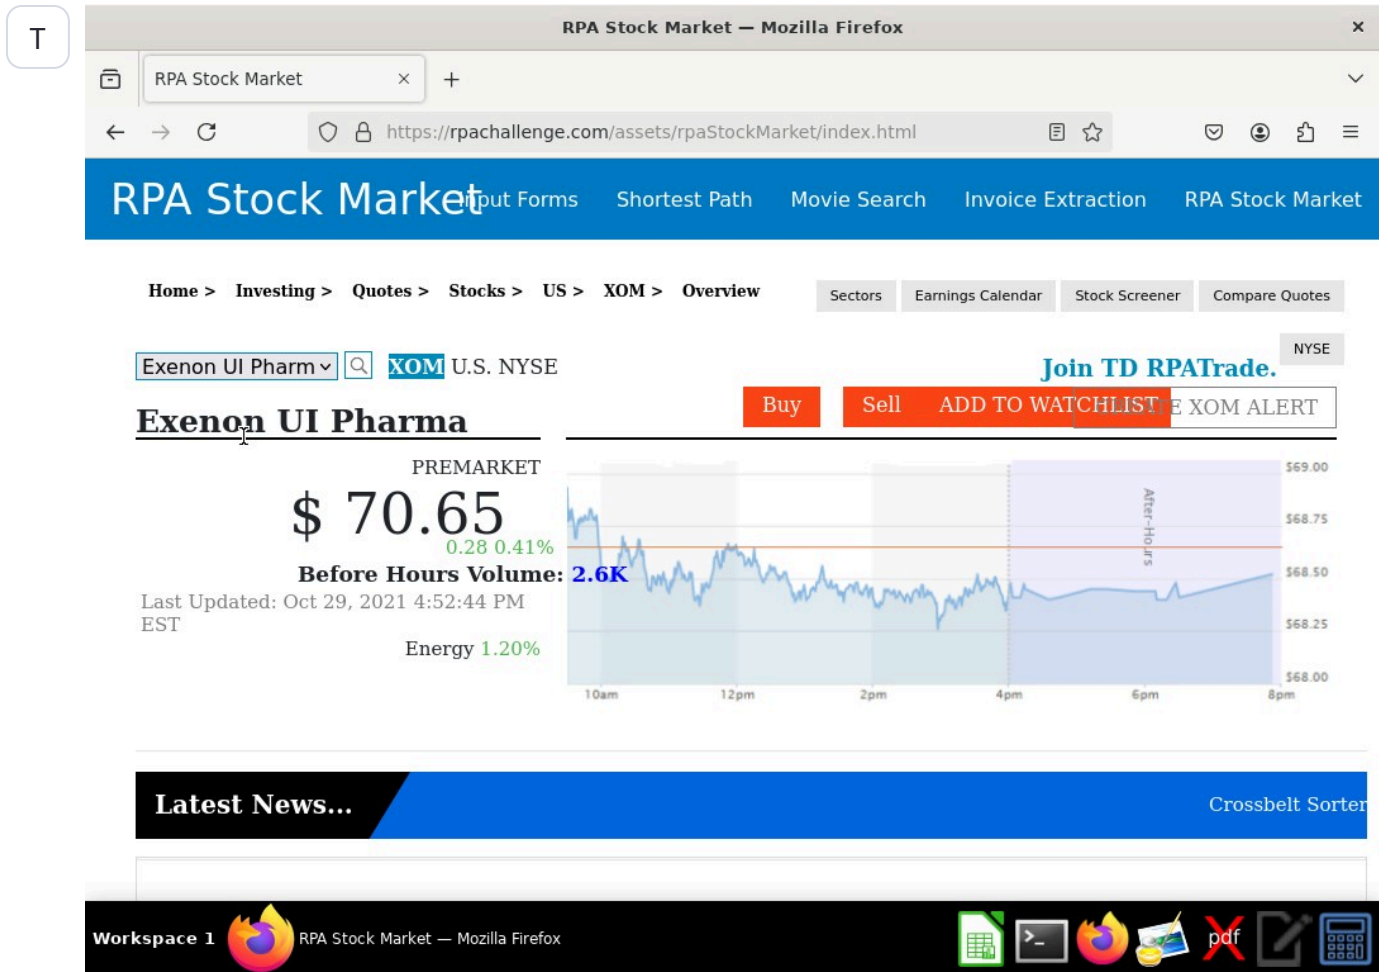 T
RPA Stock Market — Mozilla Firefox
RPA Stock Market
https://rpachallenge.com/assets/rpaStockMarket/index.html
RPA Stock Market
Input Forms
Shortest Path
Movie Search
Invoice Extraction
RPA Stock Market
Home > Investing > Quotes > Stocks > US > XOM > Overview
Sectors
Earnings Calendar
Stock Screener
Compare Quotes
NYSE
Exenon UI Pharm
XOM U.S. NYSE
Join TD RPATrade.
Buy
Sell
ADD TO WATCHLIST
CREATE XOM ALERT
Exenon UI Pharma
PREMARKET
$ 70.65
0.28 0.41%
Before Hours Volume: 2.6K
Last Updated: Oct 29, 2021 4:52:44 PM
EST
Energy 1.20%
$69.00
$68.75
$68.50
$68.25
$68.00
After-Hours
10am 12pm 2pm 4pm 6pm 8pm
Latest News...
Crossbelt Sorter
Workspace 1
RPA Stock Market — Mozilla Firefox
pdf